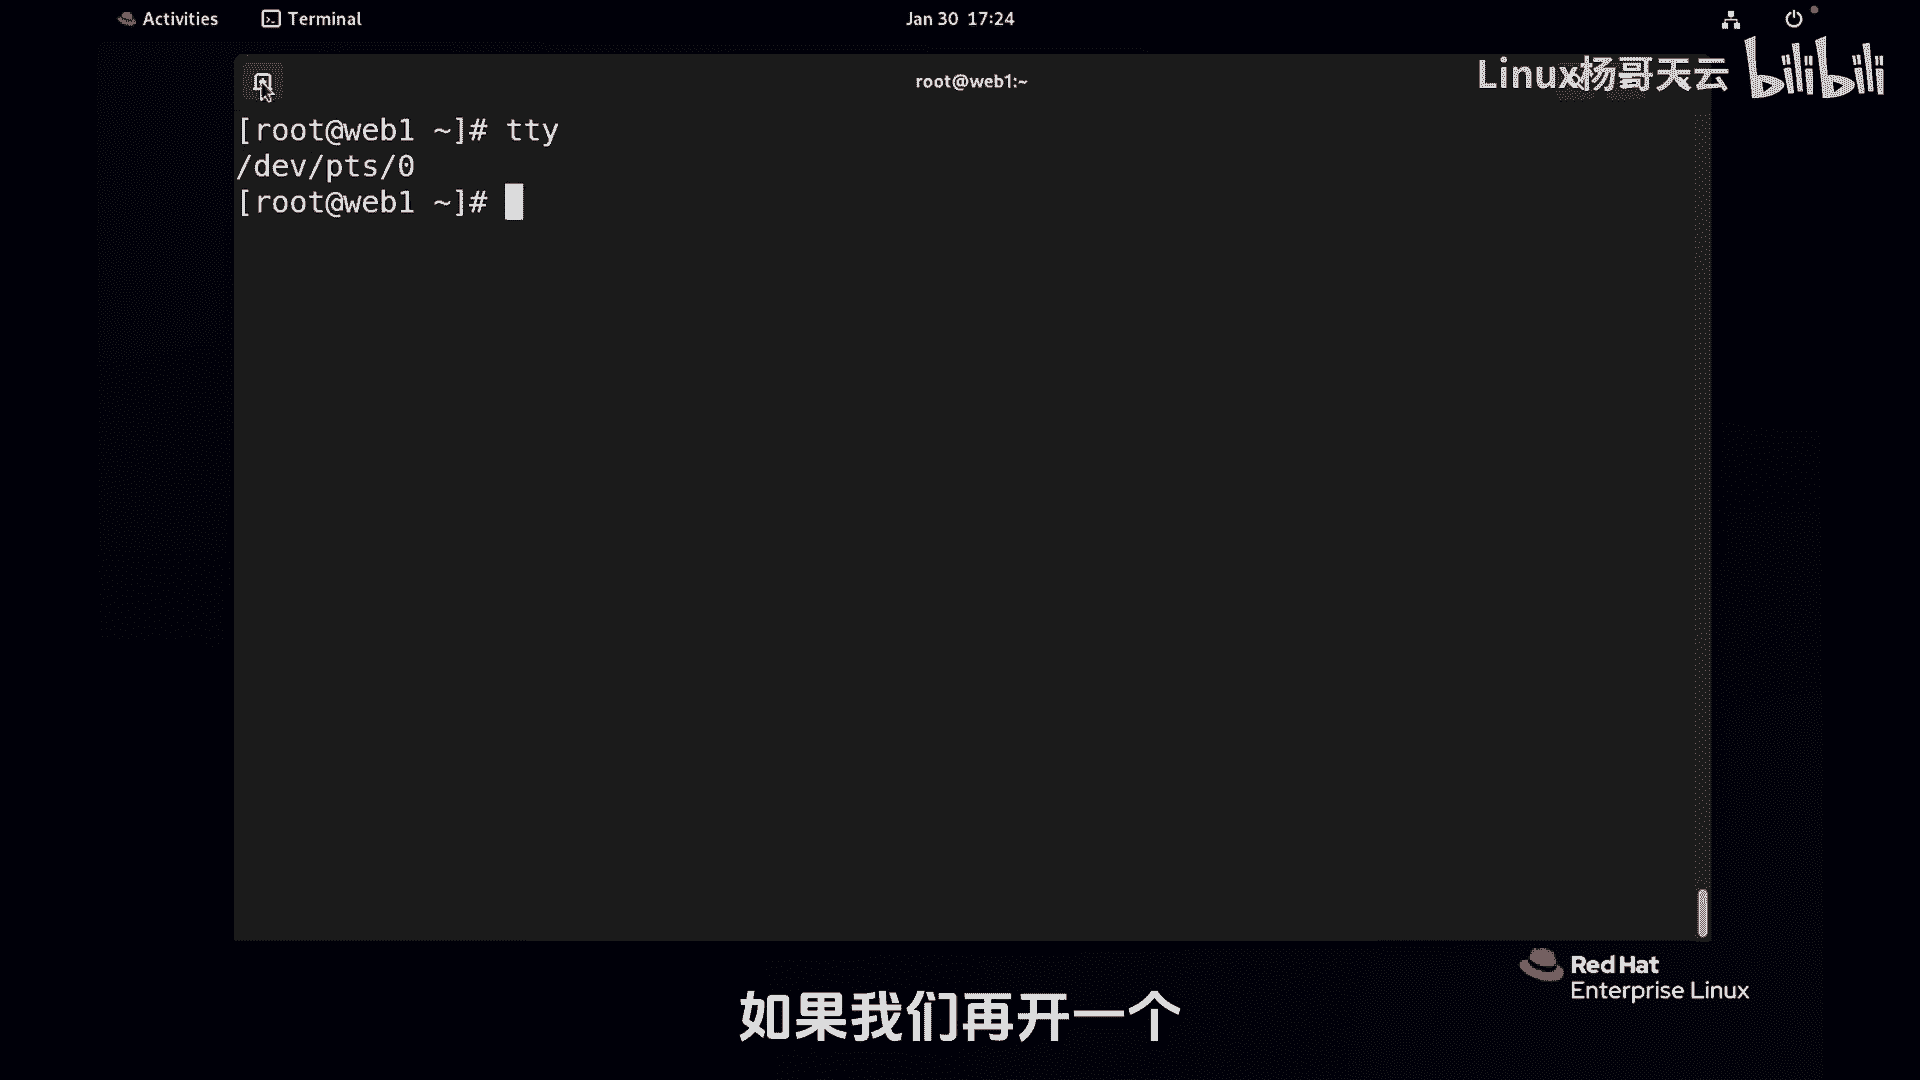 Activities Terminal Jan 30 17:24
root@web1:~
Linux杨哥天云 bilibili
[root@web1 ~]# tty
/dev/pts/0
[root@web1 ~]#
Red Hat
Enterprise Linux
如果我们再开一个